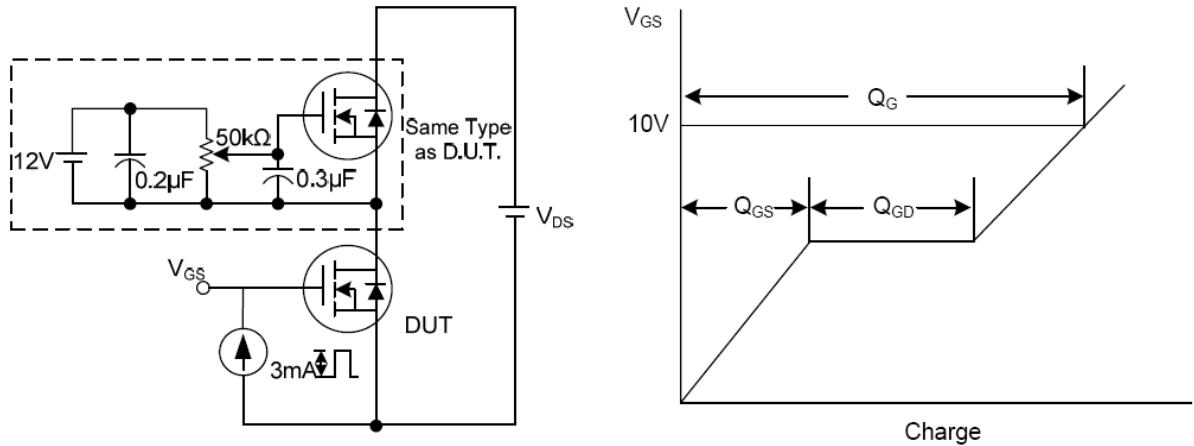 12V
0.2µF
50kΩ
0.3µF
Same Type
as D.U.T.
V_DS
V_GS
DUT
3mA
V_GS
10V
Q_G
Q_GS
Q_GD
Charge